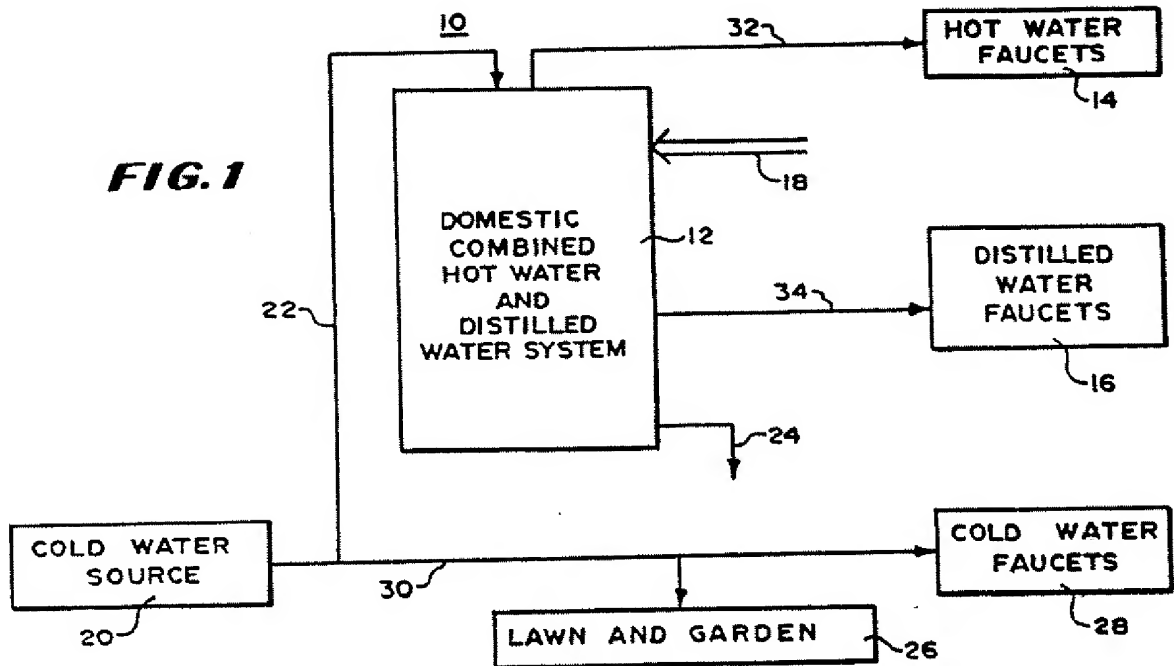 10
32
HOT WATER
FAUCETS
14
FIG. 1
18
DOMESTIC
COMBINED
HOT WATER
AND
DISTILLED
WATER SYSTEM
12
22
34
DISTILLED
WATER
FAUCETS
16
24
COLD WATER
SOURCE
20
30
COLD WATER
FAUCETS
28
LAWN AND GARDEN
26